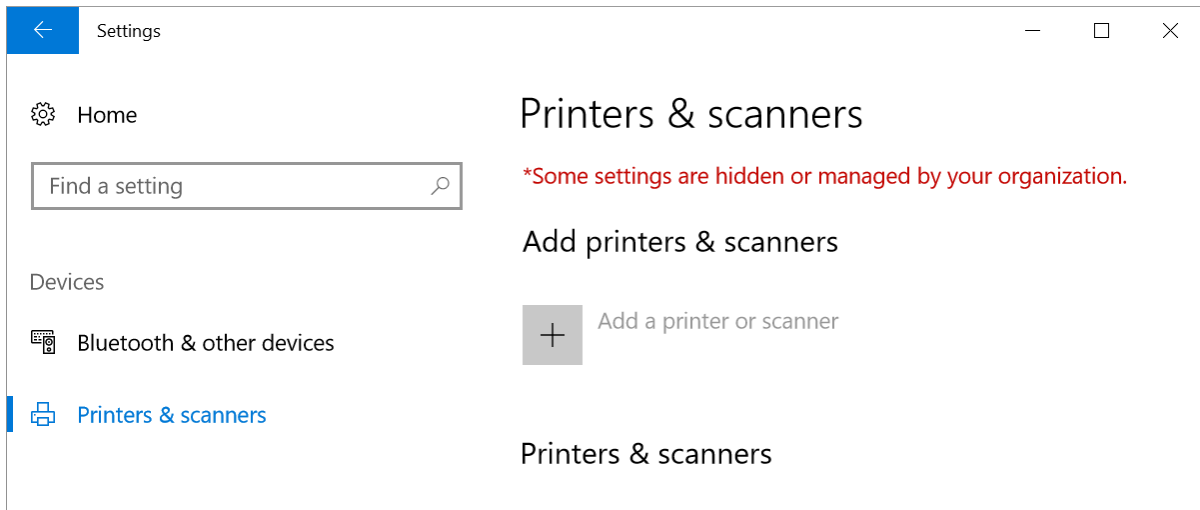 Settings
Home
Find a setting
Devices
Bluetooth & other devices
Printers & scanners
Printers & scanners
*Some settings are hidden or managed by your organization.
Add printers & scanners
Add a printer or scanner
Printers & scanners